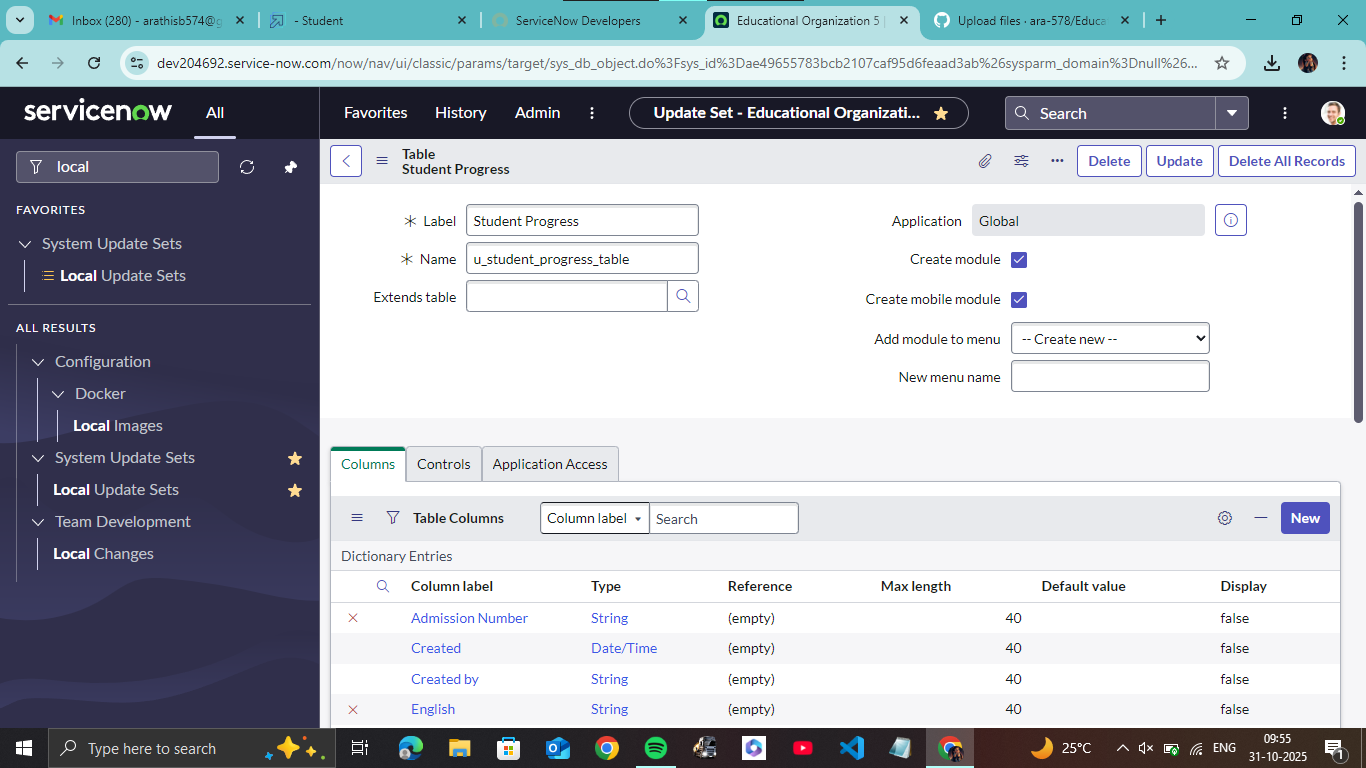 Inbox (280) - arathisb574@g
- Student
ServiceNow Developers
Educational Organization 5 |
Upload files · ara-578/Educa
dev204692.service-now.com/now/nav/ui/classic/params/target/sys_db_object.do%3Fsys_id%3Dae49655783bcb2107caf95d6feaad3ab%26sysparm_domain%3Dnull%26...
servicenow
All
Favorites
History
Admin
Update Set - Educational Organizati...
Search
local
FAVORITES
System Update Sets
Local Update Sets
ALL RESULTS
Configuration
Docker
Local Images
System Update Sets
Local Update Sets
Team Development
Local Changes
Table
Student Progress
Delete
Update
Delete All Records
Label
Student Progress
Name
u_student_progress_table
Extends table
Application
Global
Create module
Create mobile module
Add module to menu
-- Create new --
New menu name
Columns
Controls
Application Access
Table Columns
Column label
Search
New
Dictionary Entries
Column label Type Reference Max length Default value Display
Admission Number String (empty) 40 false
Created Date/Time (empty) 40 false
Created by String (empty) 40 false
English String (empty) 40 false
Type here to search
25°C
ENG
09:55
31-10-2025
1